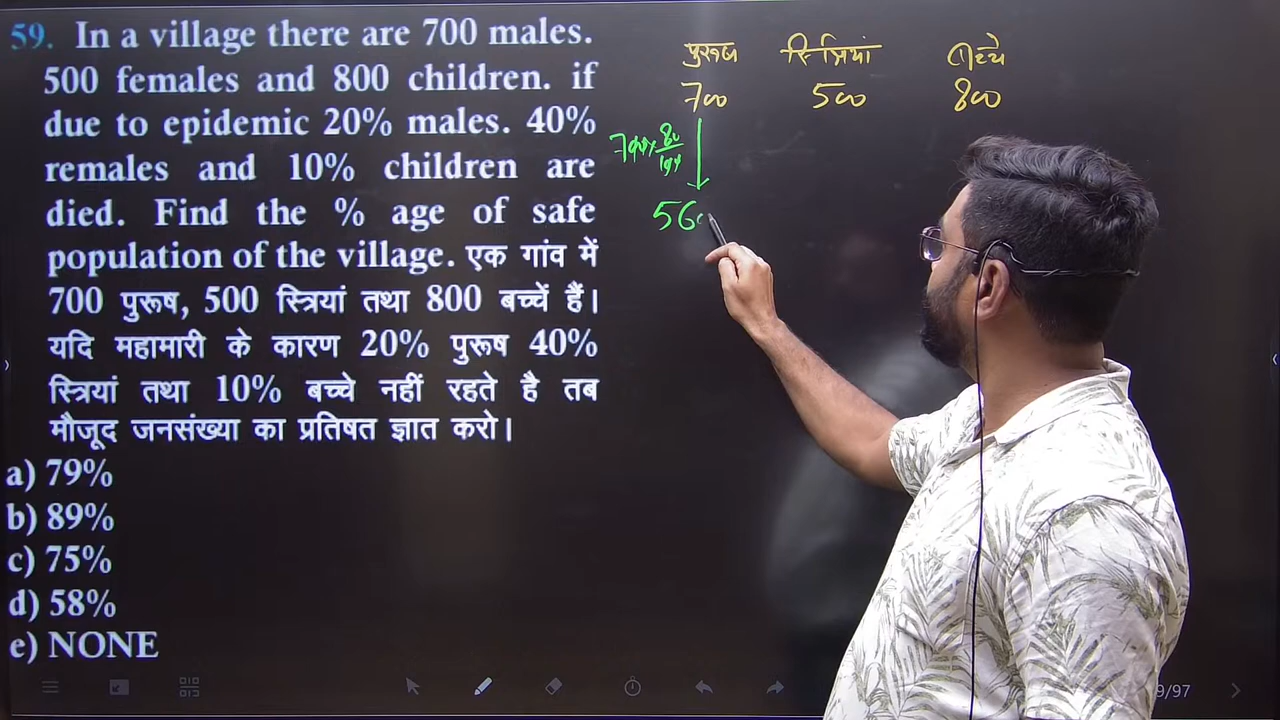 59. In a village there are 700 males.
500 females and 800 children. if
due to epidemic 20% males. 40%
remales and 10% children are
died. Find the % age of safe
population of the village. एक गांव में
700 पुरूष, 500 स्त्रियां तथा 800 बच्चें हैं।
यदि महामारी के कारण 20% पुरूष 40%
स्त्रियां तथा 10% बच्चे नहीं रहते है तब
मौजूद जनसंख्या का प्रतिषत ज्ञात करो।
a) 79%
b) 89%
c) 75%
d) 58%
e) NONE
पुरूष स्त्रियां बच्चे
700 500 800
700× 80/100
560
9/97